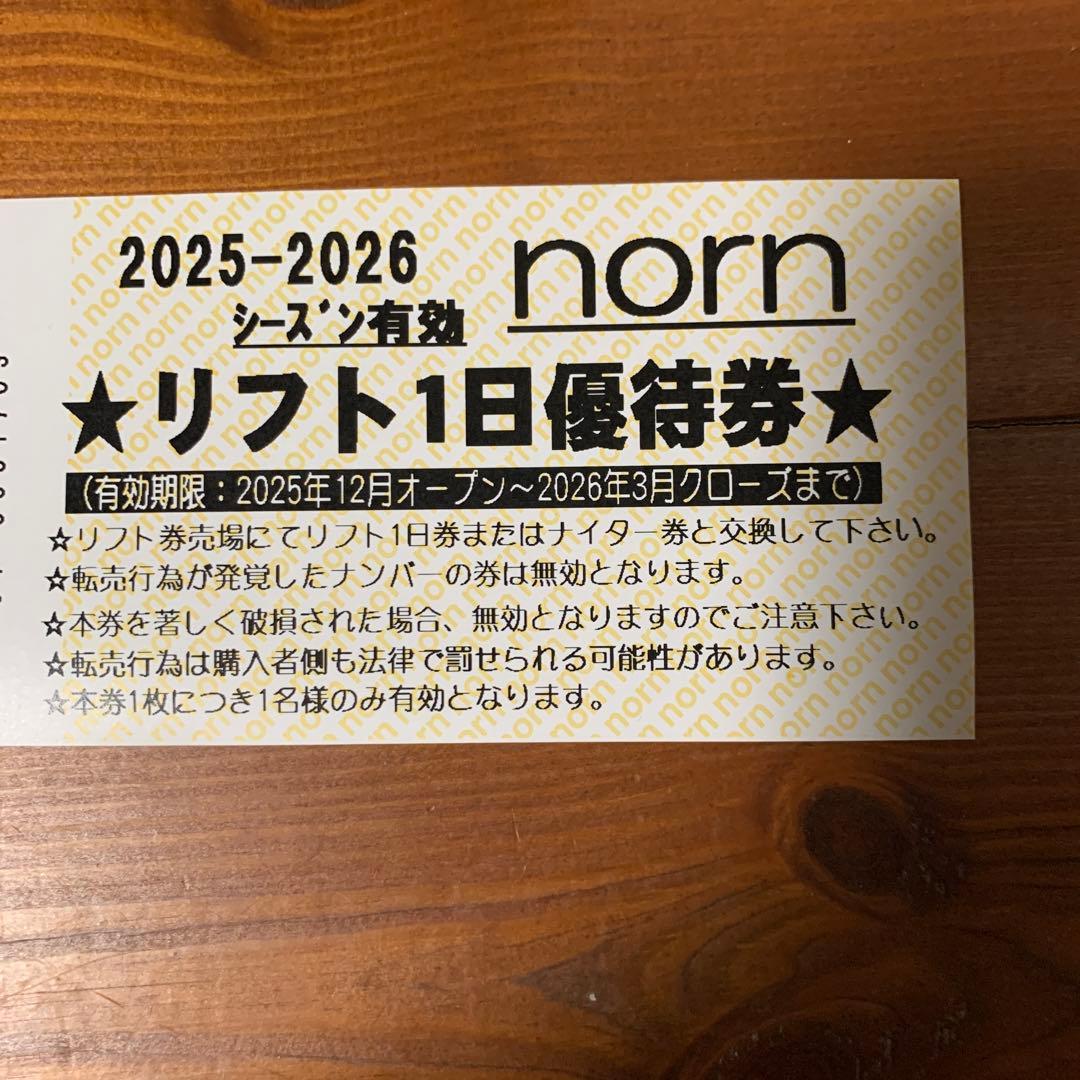 2025-2026
norn
シーズン有効
★リフト1日優待券★
(有効期限：2025年12月オープン～2026年3月クローズまで)
☆リフト券売場にてリフト1日券またはナイター券と交換して下さい。
☆転売行為が発覚したナンバーの券は無効となります。
☆本券を著しく破損された場合、無効となりますのでご注意下さい。
☆転売行為は購入者側も法律で罰せられる可能性があります。
☆本券1枚につき1名様のみ有効となります。